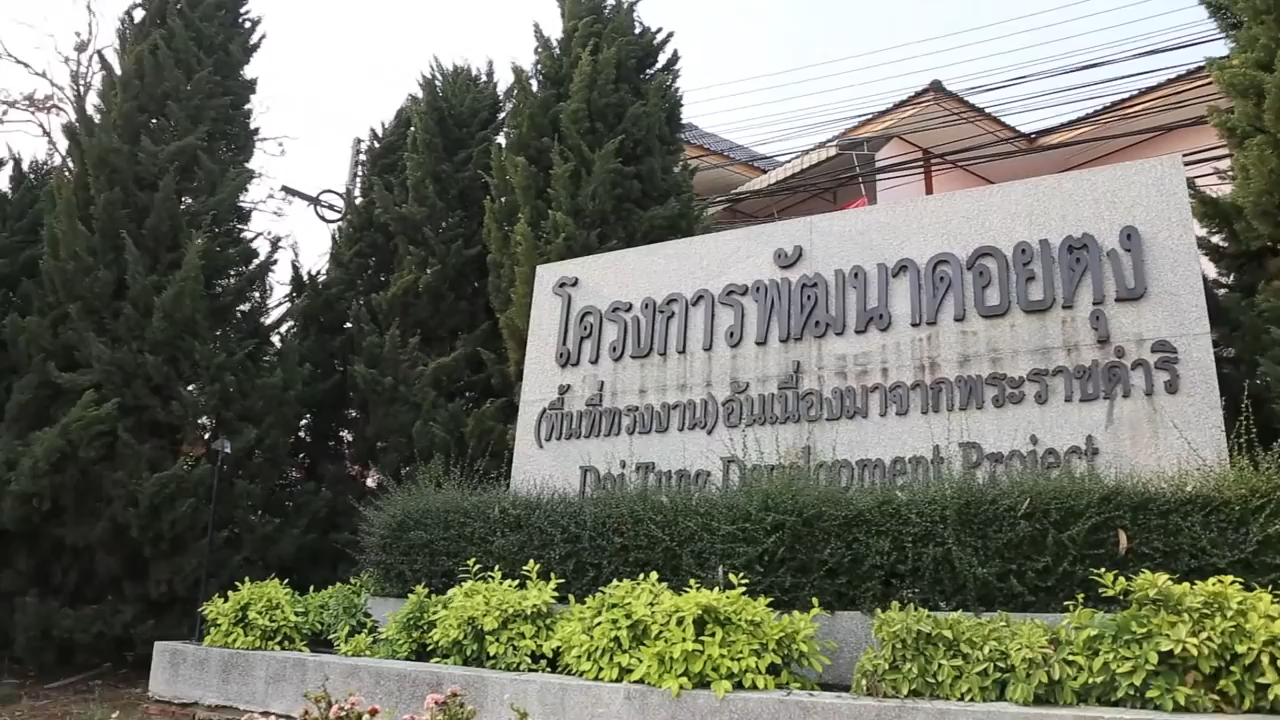 โครงการพัฒนาดอยตุง
(พื้นที่ทรงงาน)อันเนื่องมาจากพระราชดำริ
Doi Tung Development Project